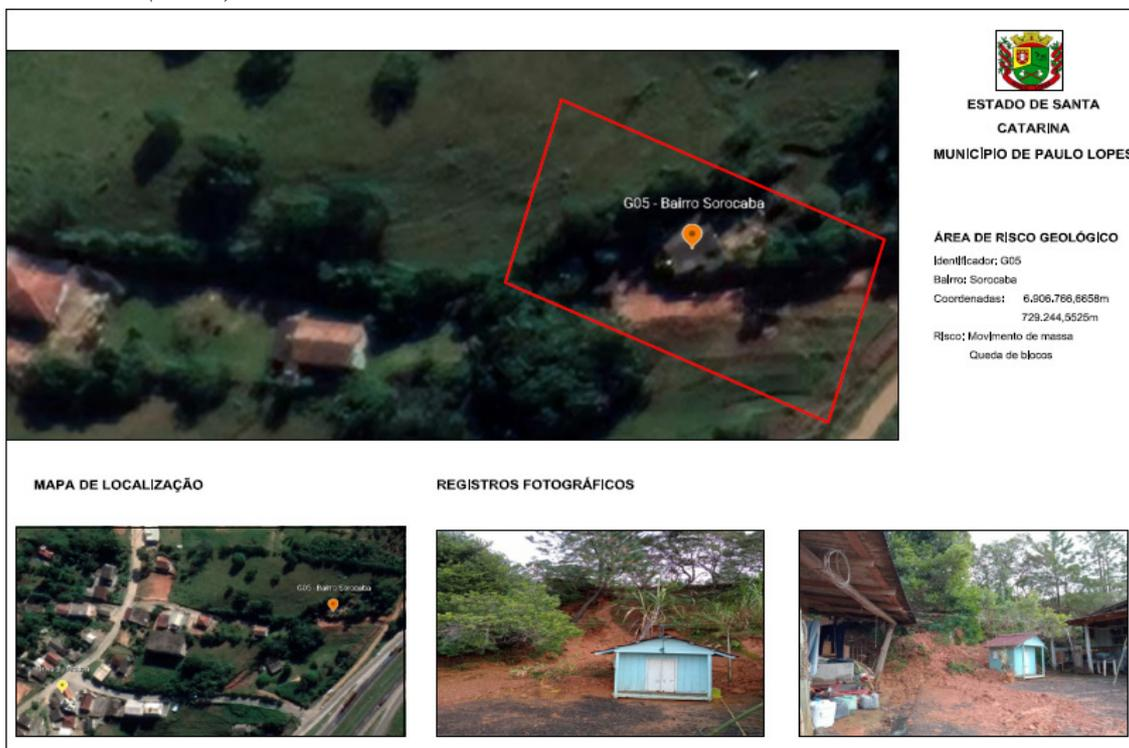 ESTADO DE SANTA
CATARINA
MUNICÍPIO DE PAULO LOPES
G05 - Bairro Sorocaba
ÁREA DE RISCO GEOLÓGICO
Identificador: G05
Bairro: Sorocaba
Coordenadas: 6.906.766,6658m
729.244,5525m
Risco: Movimento de massa
Queda de blocos
MAPA DE LOCALIZAÇÃO
REGISTROS FOTOGRÁFICOS
G05 - Bairro Sorocaba